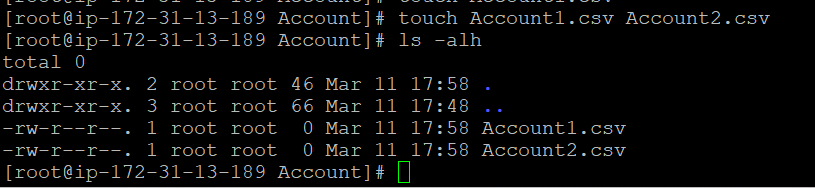 [root@ip-172-31-13-189 Account]# touch Account1.csv Account2.csv
[root@ip-172-31-13-189 Account]# ls -alh
total 0
drwxr-xr-x. 2 root root 46 Mar 11 17:58 .
drwxr-xr-x. 3 root root 66 Mar 11 17:48 ..
-rw-r--r--. 1 root root  0 Mar 11 17:58 Account1.csv
-rw-r--r--. 1 root root  0 Mar 11 17:58 Account2.csv
[root@ip-172-31-13-189 Account]#